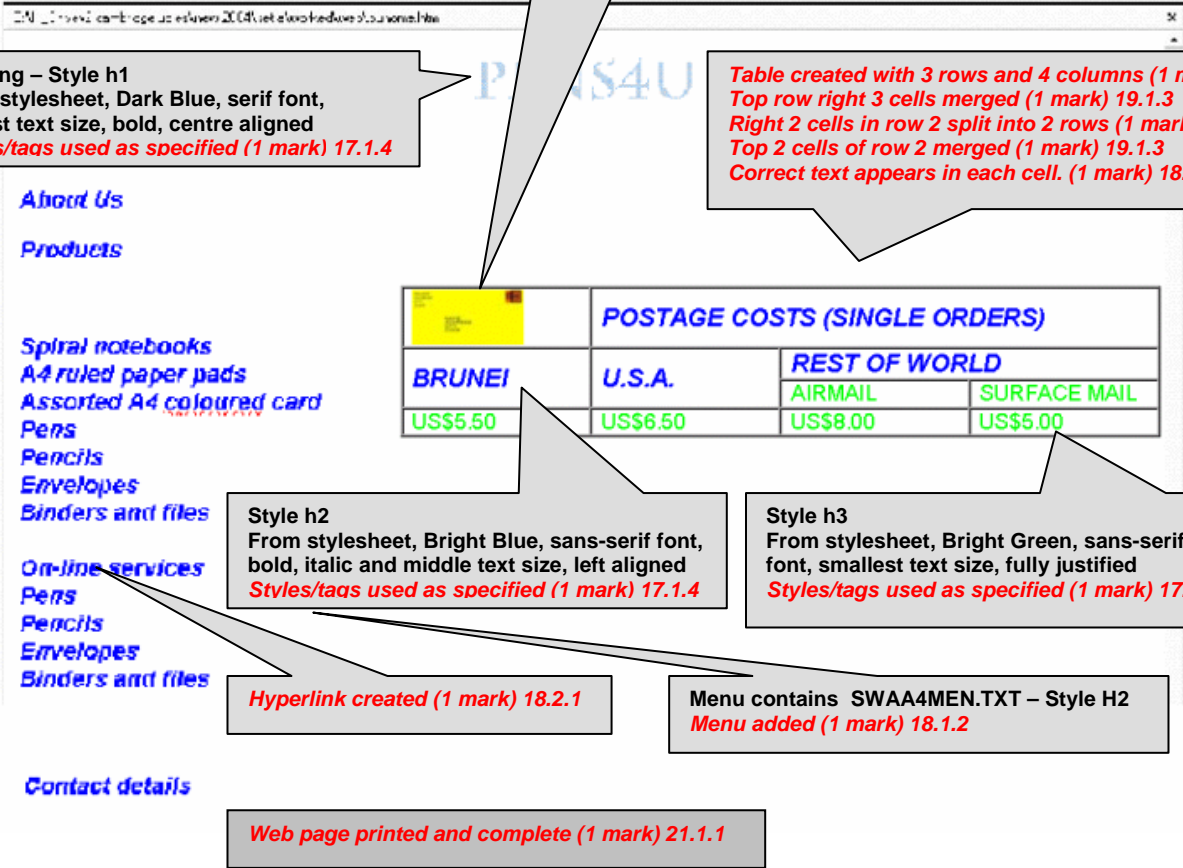 ng – Style h1
stylesheet, Dark Blue, serif font,
st text size, bold, centre aligned
s/tags used as specified (1 mark) 17.1.4
NS4U
Table created with 3 rows and 4 columns (1 m
Top row right 3 cells merged (1 mark) 19.1.3
Right 2 cells in row 2 split into 2 rows (1 mark
Top 2 cells of row 2 merged (1 mark) 19.1.3
Correct text appears in each cell. (1 mark) 18.
About Us
Products
Spiral notebooks
A4 ruled paper pads
Assorted A4 coloured card
Pens
Pencils
Envelopes
Binders and files
On-line services
Pens
Pencils
Envelopes
Binders and files
Contact details
POSTAGE COSTS (SINGLE ORDERS)
BRUNEI
U.S.A.
REST OF WORLD
AIRMAIL
SURFACE MAIL
US$5.50
US$6.50
US$8.00
US$5.00
Style h2
From stylesheet, Bright Blue, sans-serif font,
bold, italic and middle text size, left aligned
Styles/tags used as specified (1 mark) 17.1.4
Style h3
From stylesheet, Bright Green, sans-serif
font, smallest text size, fully justified
Styles/tags used as specified (1 mark) 17.
Hyperlink created (1 mark) 18.2.1
Menu contains SWAA4MEN.TXT – Style H2
Menu added (1 mark) 18.1.2
Web page printed and complete (1 mark) 21.1.1